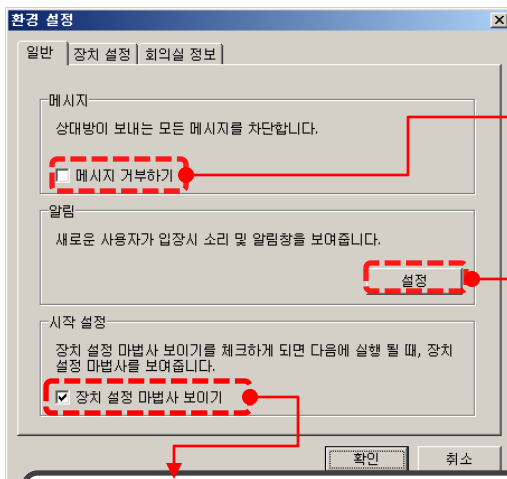 환경 설정
일반 장치 설정 회의실 정보
메시지
상대방이 보내는 모든 메시지를 차단합니다.
메시지 거부하기
알림
새로운 사용자가 입장시 소리 및 알림창을 보여줍니다.
설정
시작 설정
장치 설정 마법사 보이기를 체크하게 되면 다음에 실행 될 때, 장치
설정 마법사를 보여줍니다.
장치 설정 마법사 보이기
확인 취소